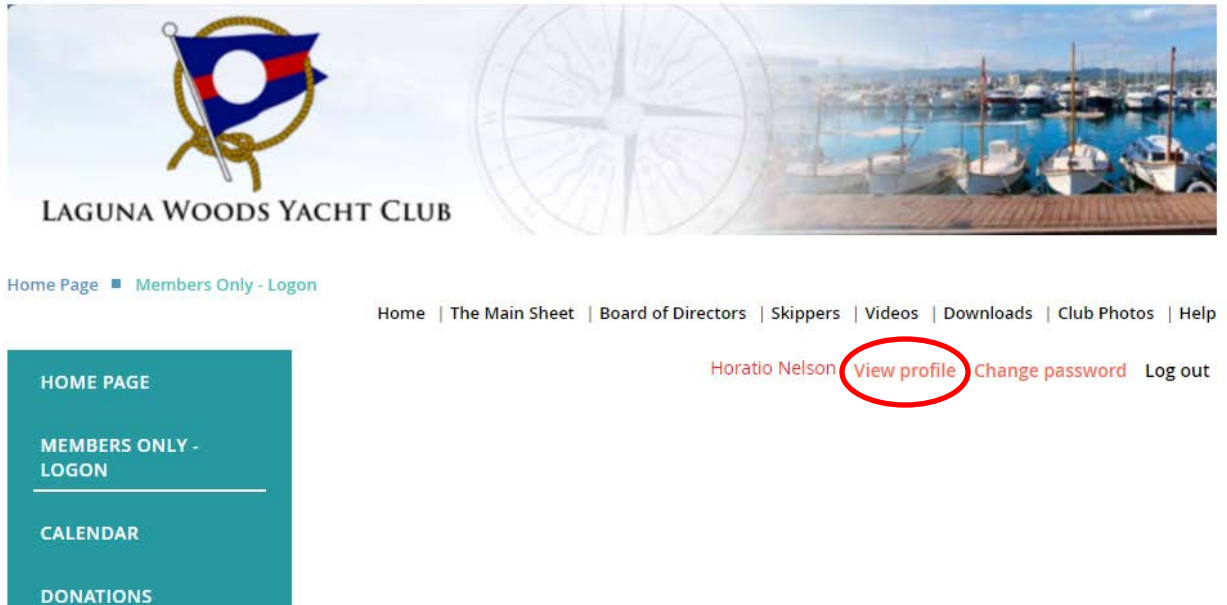 LAGUNA WOODS YACHT CLUB
Home Page ■ Members Only - Logon
Home | The Main Sheet | Board of Directors | Skippers | Videos | Downloads | Club Photos | Help
Horatio Nelson View profile Change password Log out
HOME PAGE
MEMBERS ONLY -
LOGON
CALENDAR
DONATIONS